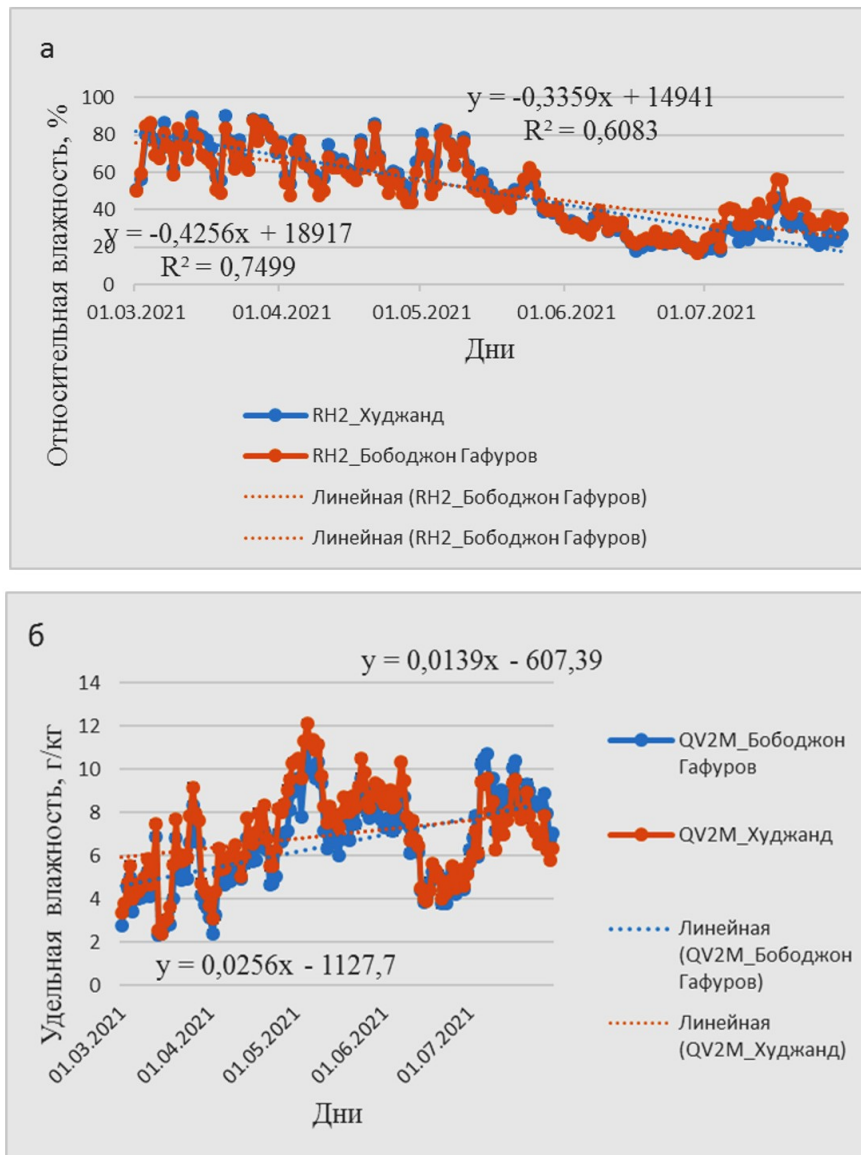 а
y = -0,3359x + 14941
R² = 0,6083
Относительная влажность, %
100
80
60
40
20
0
y = -0,4256x + 18917
R² = 0,7499
01.03.2021
01.04.2021
01.05.2021
01.06.2021
01.07.2021
Дни
RH2_Худжанд
RH2_Бободжон Гафуров
Линейная (RH2_Бободжон Гафуров)
Линейная (RH2_Бободжон Гафуров)
б
y = 0,0139x - 607,39
Удельная влажность, г/кг
14
12
10
8
6
4
2
0
y = 0,0256x - 1127,7
01.03.2021
01.04.2021
01.05.2021
01.06.2021
01.07.2021
Дни
QV2M_Бободжон
Гафуров
QV2M_Худжанд
Линейная
(QV2M_Бободжон
Гафуров)
Линейная
(QV2M_Худжанд)